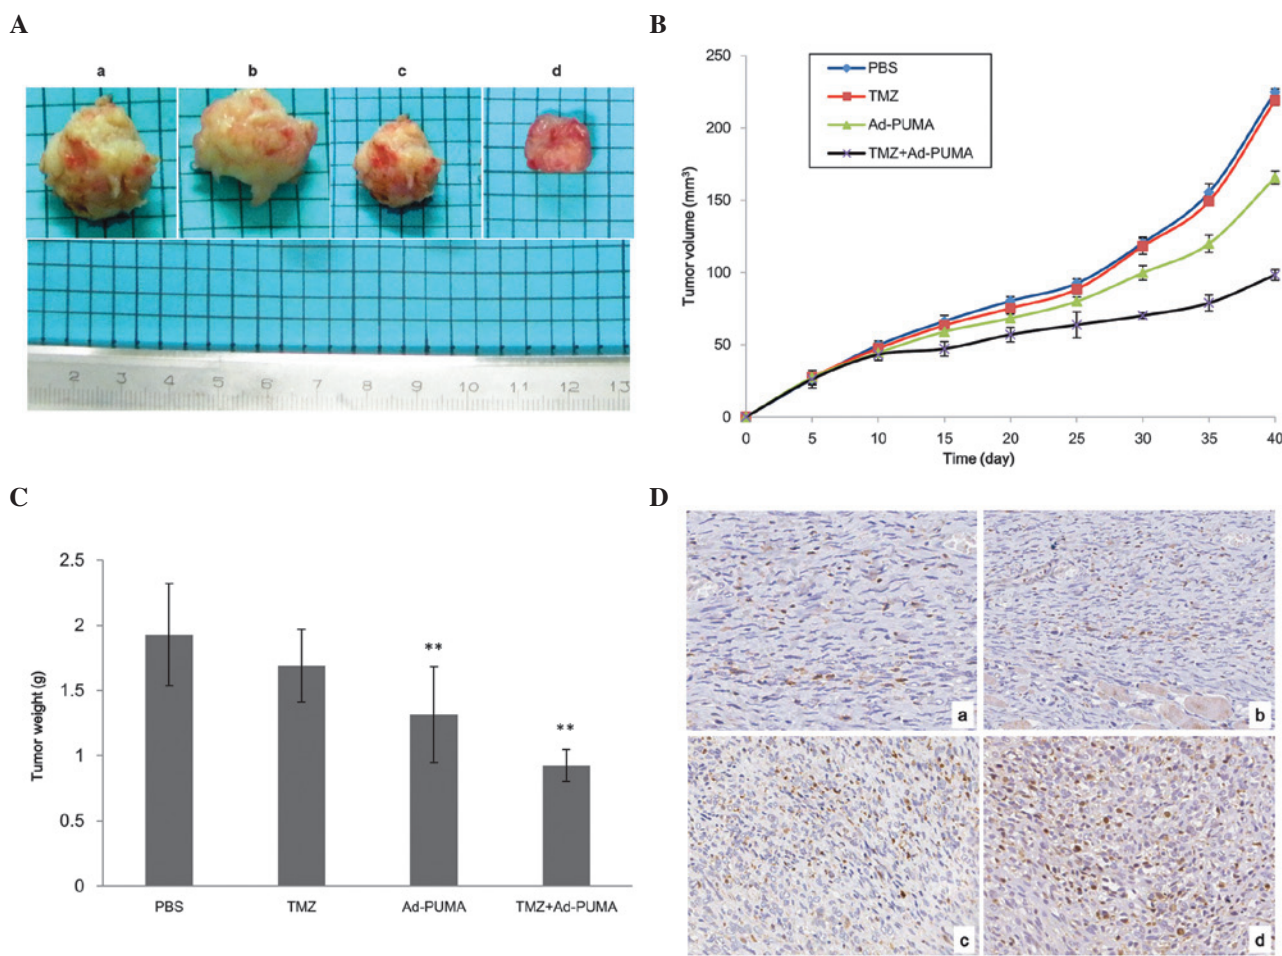 A
a b c d
2 3 4 5 6 7 8 9 10 11 12 13
B
250
200
150
100
50
0
Tumor volume (mm³)
PBS
TMZ
Ad-PUMA
TMZ+Ad-PUMA
0 5 10 15 20 25 30 35 40
Time (day)
C
2.5
2
1.5
1
0.5
0
Tumor weight (g)
**
**
PBS TMZ Ad-PUMA TMZ+Ad-PUMA
D
a b
c d